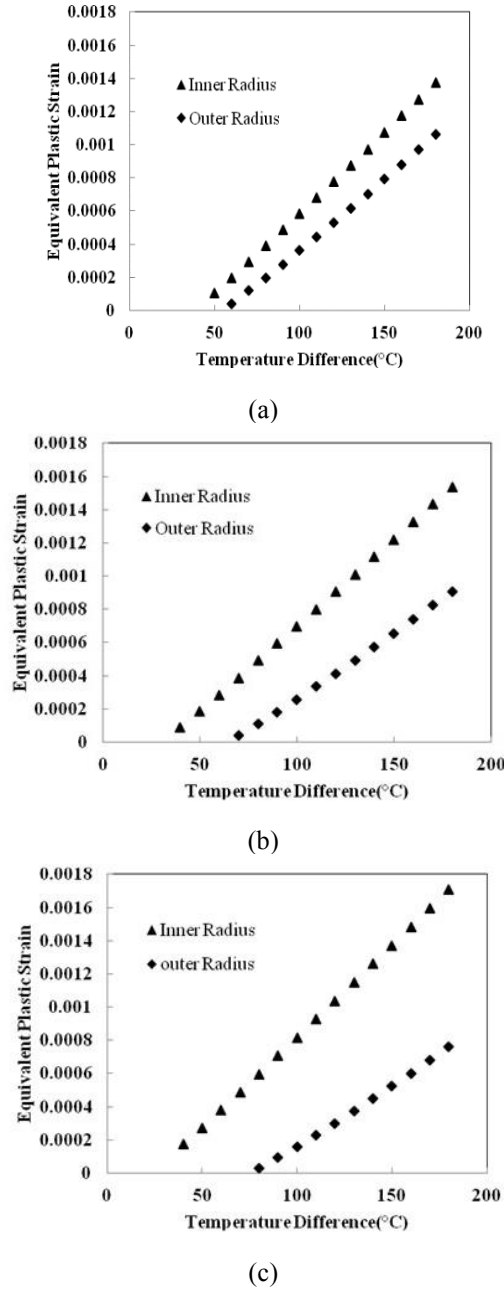 0.0018
0.0016
0.0014
0.0012
0.001
0.0008
0.0006
0.0004
0.0002
0
Equivalent Plastic Strain
Inner Radius
Outer Radius
0 50 100 150 200
Temperature Difference(°C)
(a)
0.0018
0.0016
0.0014
0.0012
0.001
0.0008
0.0006
0.0004
0.0002
0
Equivalent Plastic Strain
Inner Radius
Outer Radius
0 50 100 150 200
Temperature Difference(°C)
(b)
0.0018
0.0016
0.0014
0.0012
0.001
0.0008
0.0006
0.0004
0.0002
0
Equivalent Plastic Strain
Inner Radius
outer Radius
0 50 100 150 200
Temperature Difference(°C)
(c)